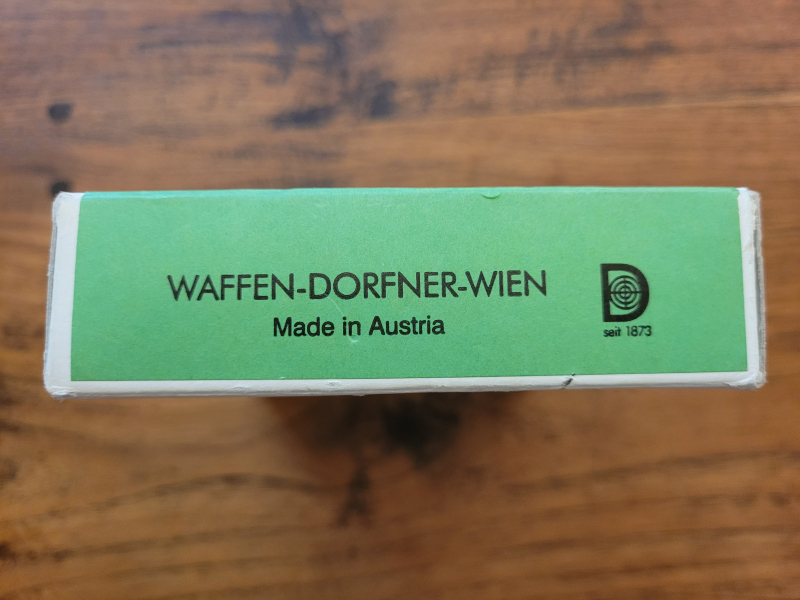 WAFFEN-DORFNER-WIEN
Made in Austria
D
seit 1873